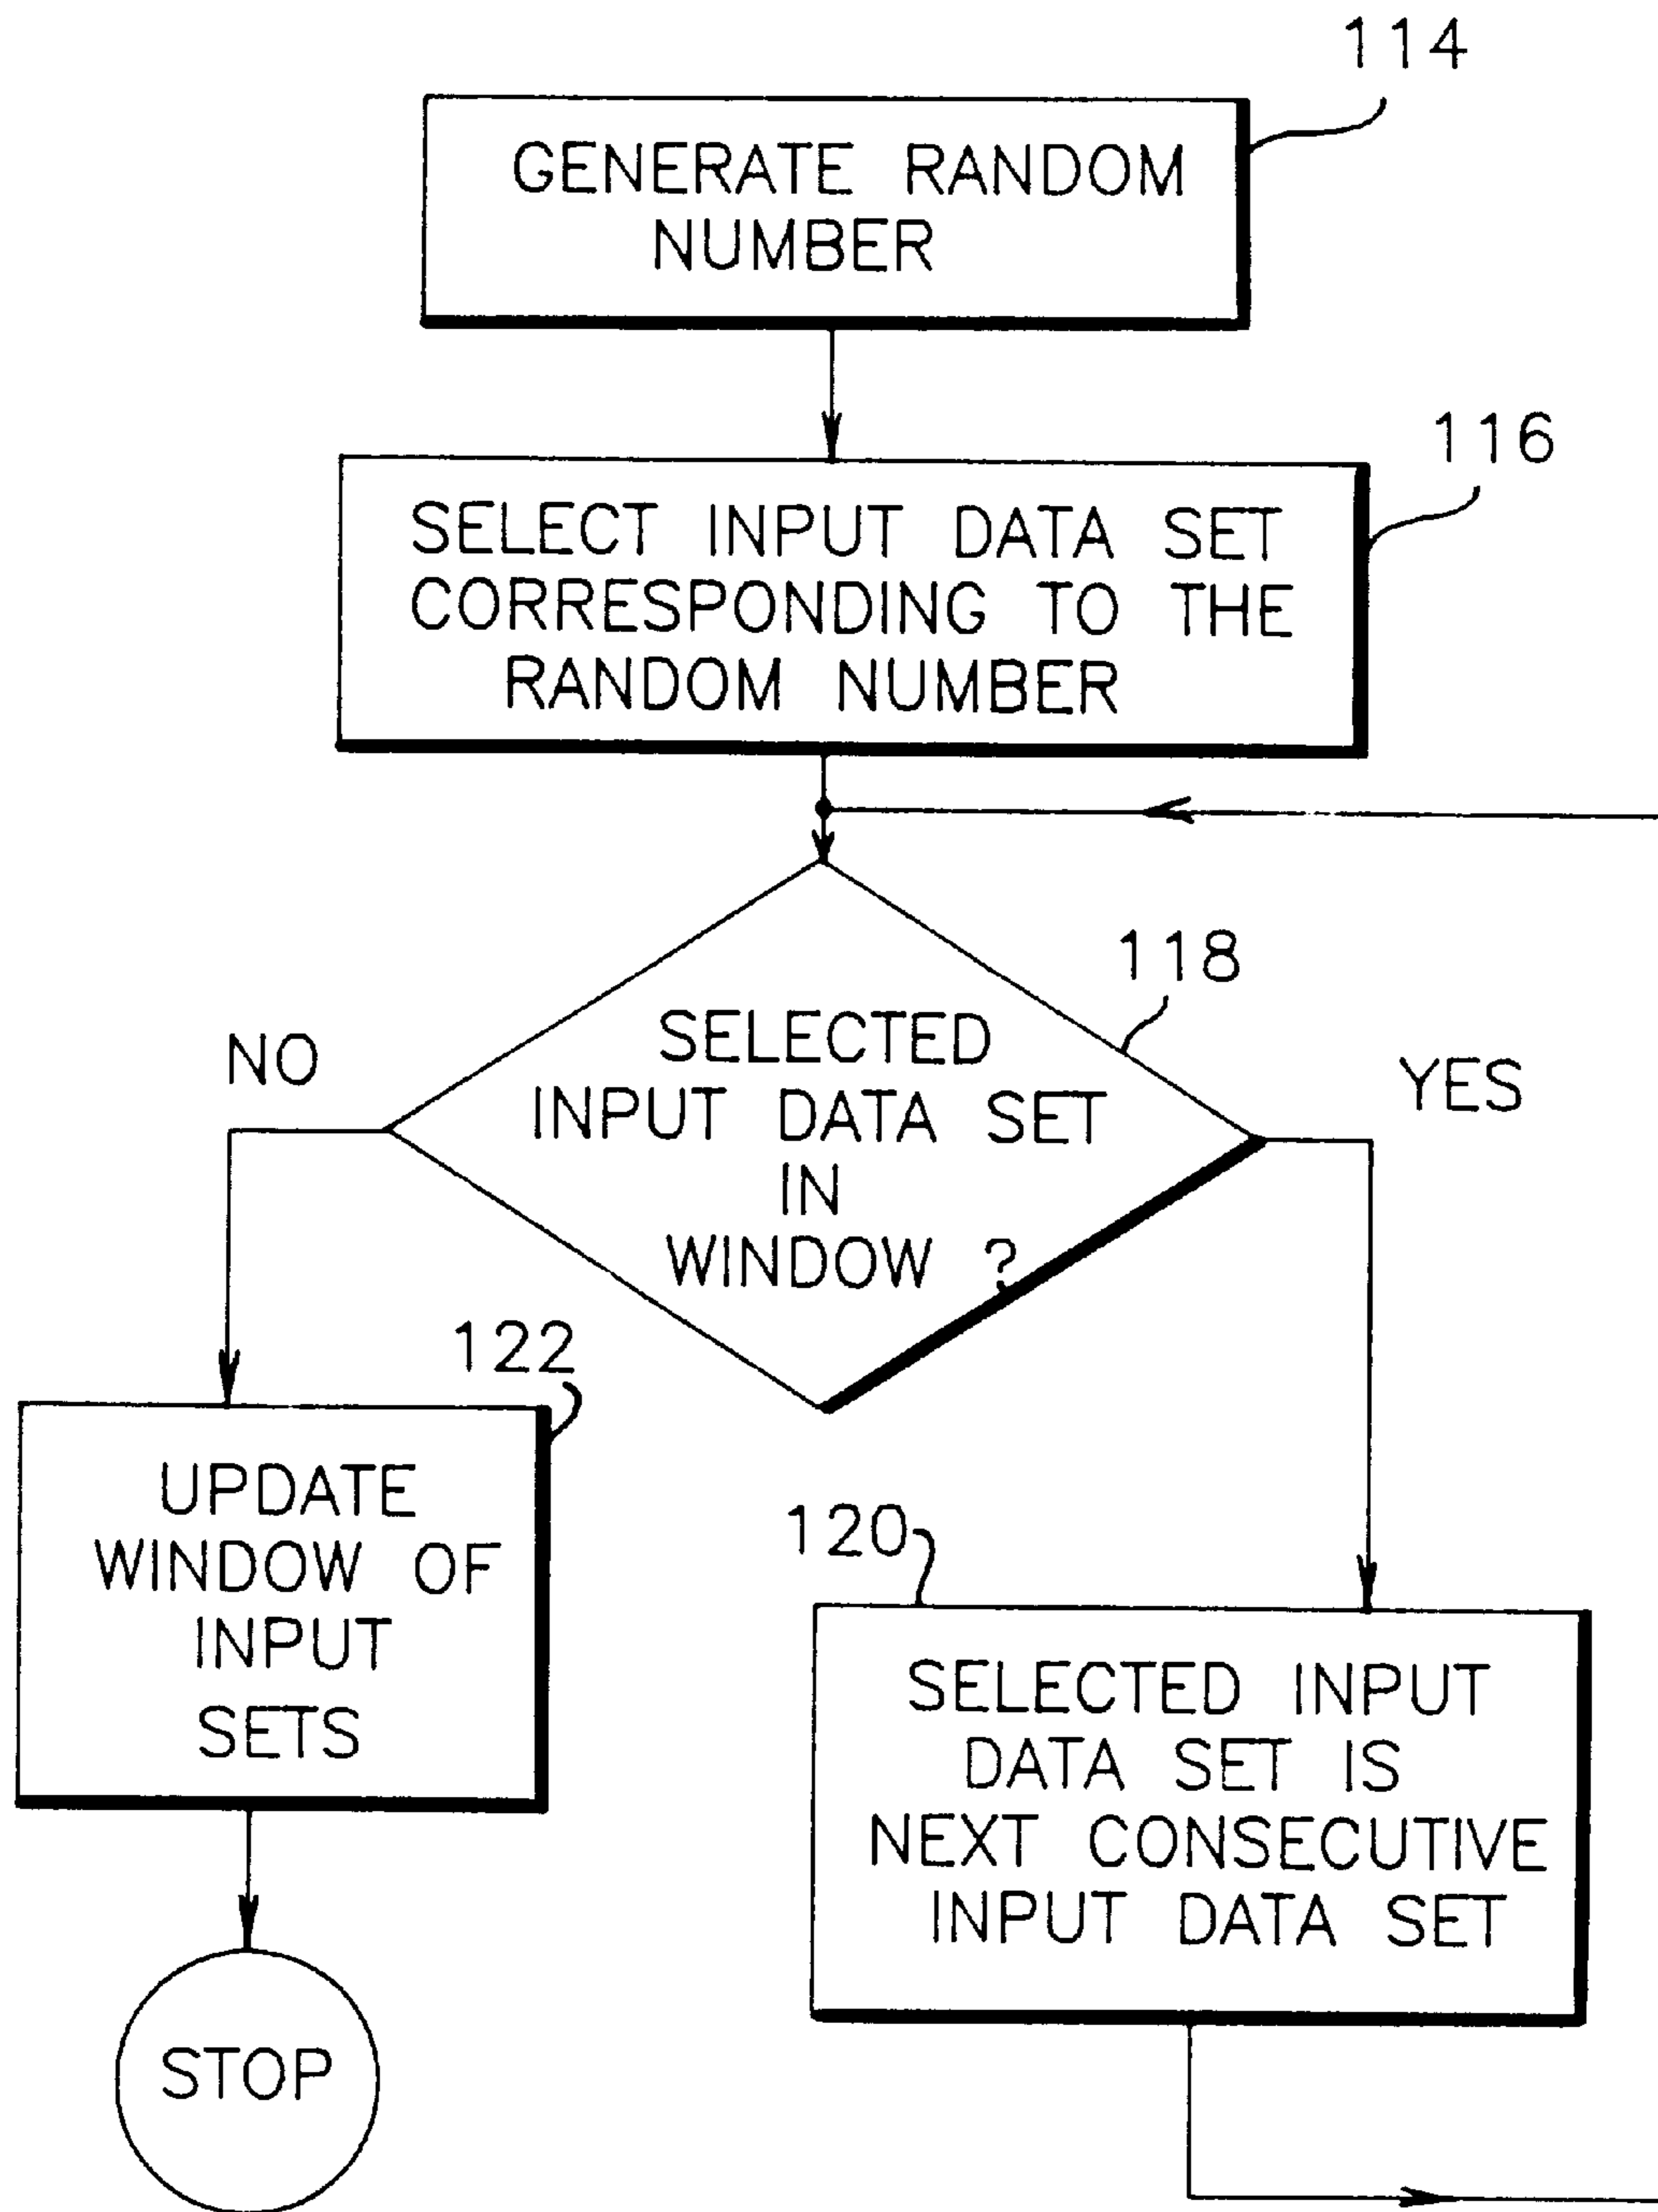 114
GENERATE RANDOM
NUMBER
116
SELECT INPUT DATA SET
CORRESPONDING TO THE
RANDOM NUMBER
118
SELECTED
INPUT DATA SET
IN
WINDOW ?
NO
YES
122
UPDATE
WINDOW OF
INPUT
SETS
120
SELECTED INPUT
DATA SET IS
NEXT CONSECUTIVE
INPUT DATA SET
STOP